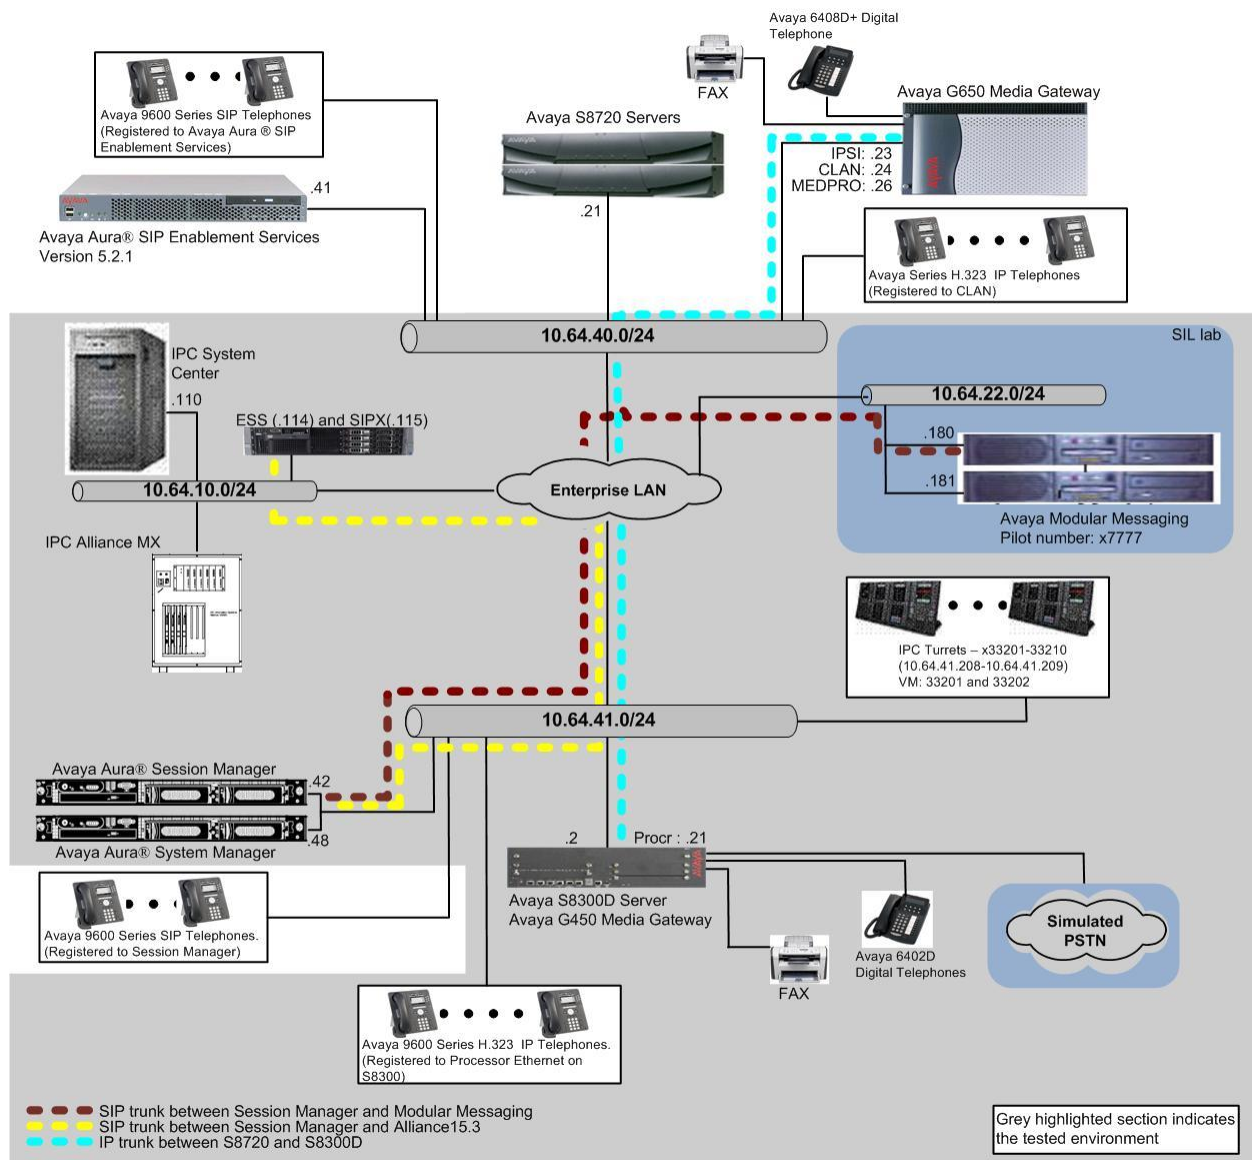 Avaya 6408D+ Digital
Telephone
FAX
Avaya G650 Media Gateway
Avaya 9600 Series SIP Telephones
(Registered to Avaya Aura ® SIP
Enablement Services)
Avaya S8720 Servers
IPSI: .23
CLAN: .24
MEDPRO: .26
.41
.21
Avaya Aura® SIP Enablement Services
Version 5.2.1
Avaya Series H.323 IP Telephones
(Registered to CLAN)
10.64.40.0/24
SIL lab
IPC System
Center
.110
ESS (.114) and SIPX(.115)
10.64.22.0/24
.180
.181
10.64.10.0/24
Enterprise LAN
Avaya Modular Messaging
Pilot number: x7777
IPC Alliance MX
IPC Turrets – x33201-33210
(10.64.41.208-10.64.41.209)
VM: 33201 and 33202
10.64.41.0/24
Avaya Aura® Session Manager
.42
.48
Avaya Aura® System Manager
.2
Procr : .21
Avaya S8300D Server
Avaya G450 Media Gateway
Avaya 9600 Series SIP Telephones.
(Registered to Session Manager)
Simulated
PSTN
Avaya 6402D
Digital Telephones
FAX
Avaya 9600 Series H.323 IP Telephones.
(Registered to Processor Ethernet on
S8300)
SIP trunk between Session Manager and Modular Messaging
SIP trunk between Session Manager and Alliance15.3
IP trunk between S8720 and S8300D
Grey highlighted section indicates
the tested environment